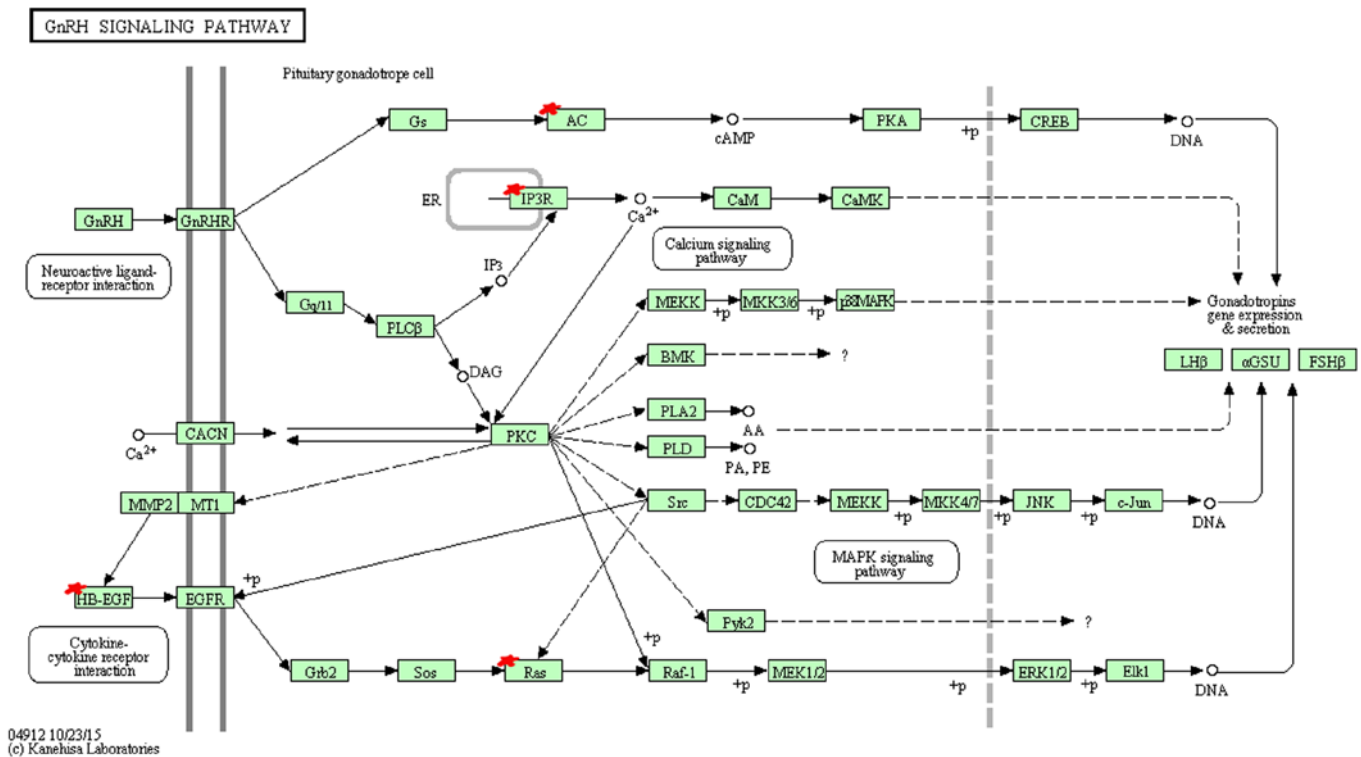 GnRH SIGNALING PATHWAY
Pituitary gonadotrope cell
Gs
AC
cAMP
PKA
+p
CREB
DNA
ER
IP3R
Ca2+
CaM
CaMK
GnRH
GnRHR
Neuroactive ligand-
receptor interaction
Calcium signaling
pathway
IP3
Gq/11
PLCβ
DAG
MEKK
+p
MKK3/6
+p
p38MAPK
Gonadotropins
gene expression
& secretion
BMK
?
LHβ
αGSU
FSHβ
PLA2
AA
PLD
PA, PE
Ca2+
CACN
PKC
MMP2
MT1
Src
CDC42
MEKK
+p
MKK4/7
+p
JNK
+p
c-Jun
DNA
MAPK signaling
pathway
HB-EGF
+p
EGFR
Pyk2
?
Cytokine-
cytokine receptor
interaction
Grb2
Sos
Ras
+p
Raf-1
+p
MEK1/2
+p
ERK1/2
+p
Elk1
DNA
04912 10/23/15
(c) Kanehisa Laboratories